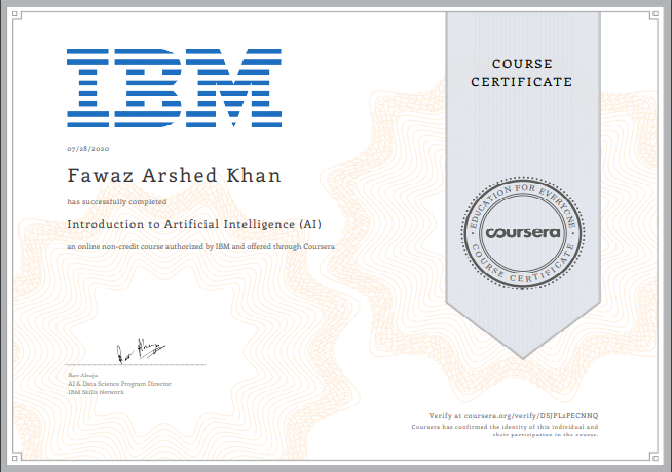 IBM
07/28/2020
Fawaz Arshed Khan
has successfully completed
Introduction to Artificial Intelligence (AI)
an online non-credit course authorized by IBM and offered through Coursera
Rav Ahuja
AI & Data Science Program Director
IBM Skills Network
COURSE
CERTIFICATE
EDUCATION FOR EVERYONE
coursera
COURSE CERTIFICATE
Verify at coursera.org/verify/DSJPL2PECNNQ
Coursera has confirmed the identity of this individual and
their participation in the course.